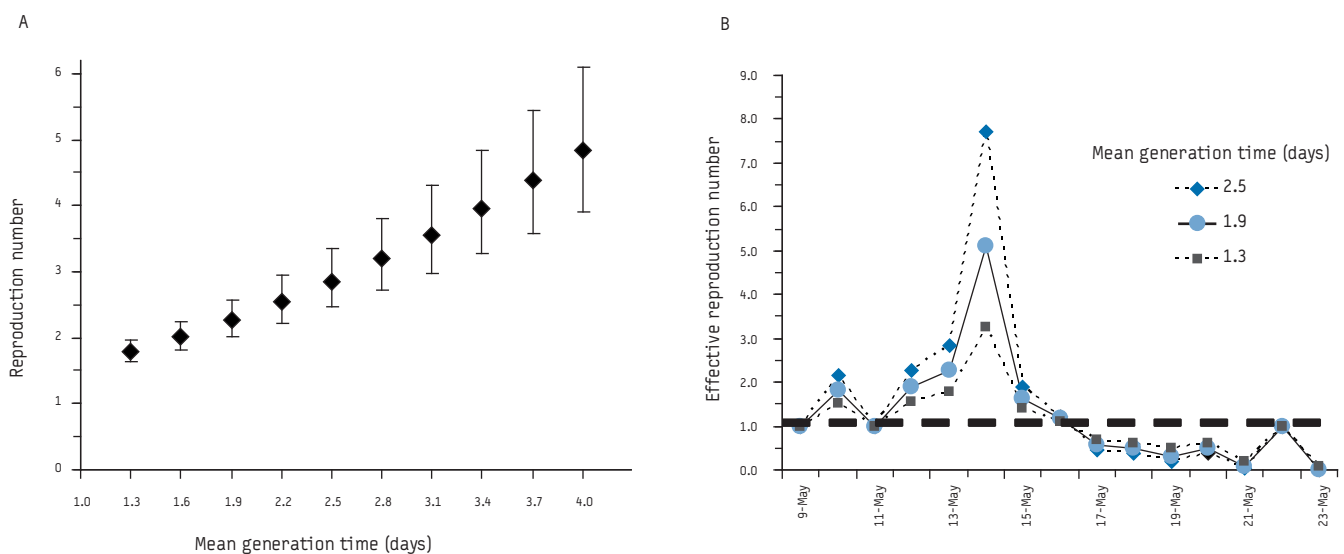 A
Reproduction number
6
5
4
3
2
1
0
1.0 1.3 1.6 1.9 2.2 2.5 2.8 3.1 3.4 3.7 4.0
Mean generation time (days)
B
Effective reproduction number
9.0
8.0
7.0
6.0
5.0
4.0
3.0
2.0
1.0
0.0
9-May 11-May 13-May 15-May 17-May 19-May 21-May 23-May
Mean generation time (days)
2.5
1.9
1.3